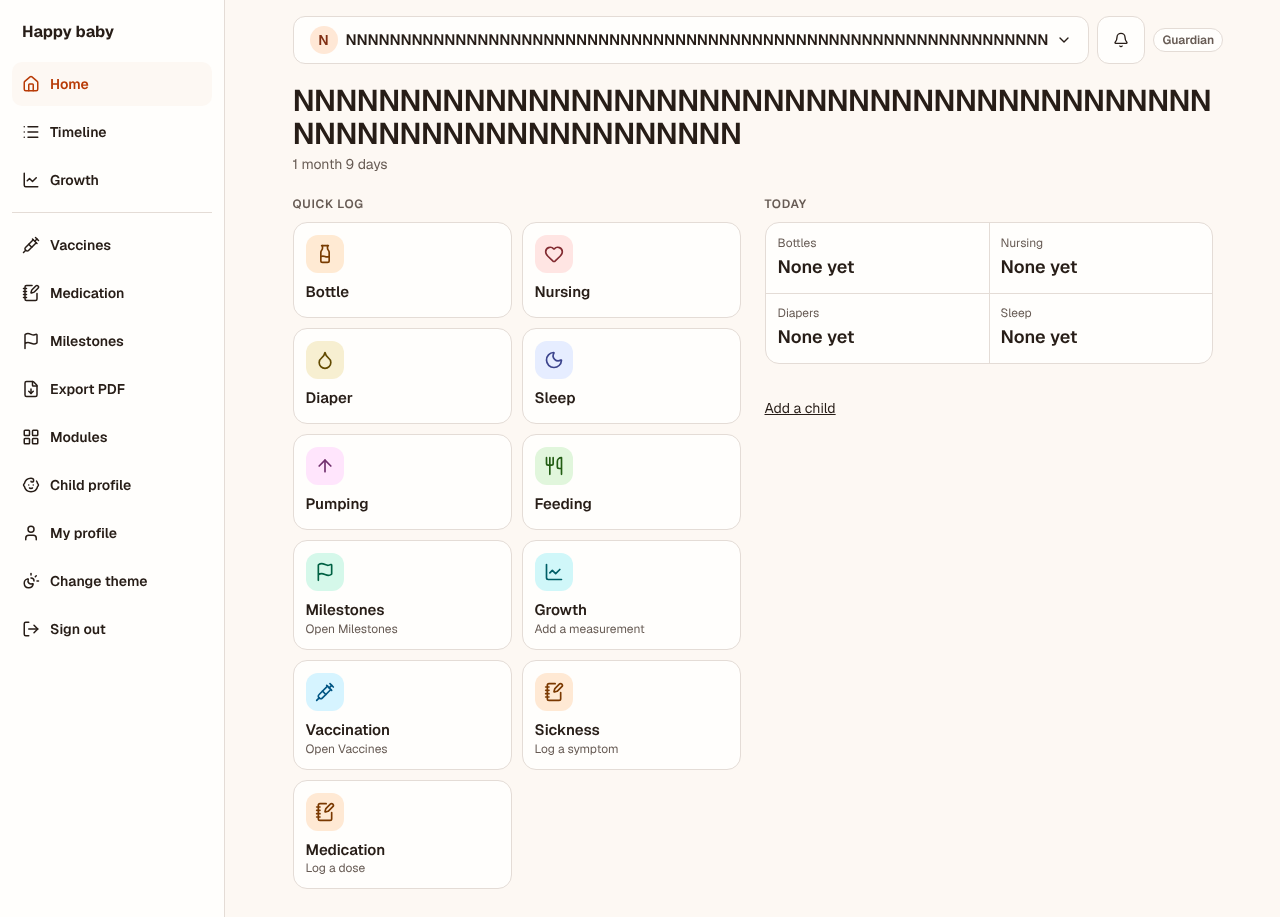 Happy baby
Home
Timeline
Growth
Vaccines
Medication
Milestones
Export PDF
Modules
Child profile
My profile
Change theme
Sign out
N NNNNNNNNNNNNNNNNNNNNNNNNNNNNNNNNNNNNNNNNNNNNNNNNNNNNNNNNNNNNNNNN
Guardian
NNNNNNNNNNNNNNNNNNNNNNNNNNNNNNNNNNNNNNNNNNN
NNNNNNNNNNNNNNNNNNNNN
1 month 9 days
QUICK LOG
Bottle
Nursing
Diaper
Sleep
Pumping
Feeding
Milestones
Open Milestones
Growth
Add a measurement
Vaccination
Open Vaccines
Sickness
Log a symptom
Medication
Log a dose
TODAY
Bottles
None yet
Nursing
None yet
Diapers
None yet
Sleep
None yet
Add a child